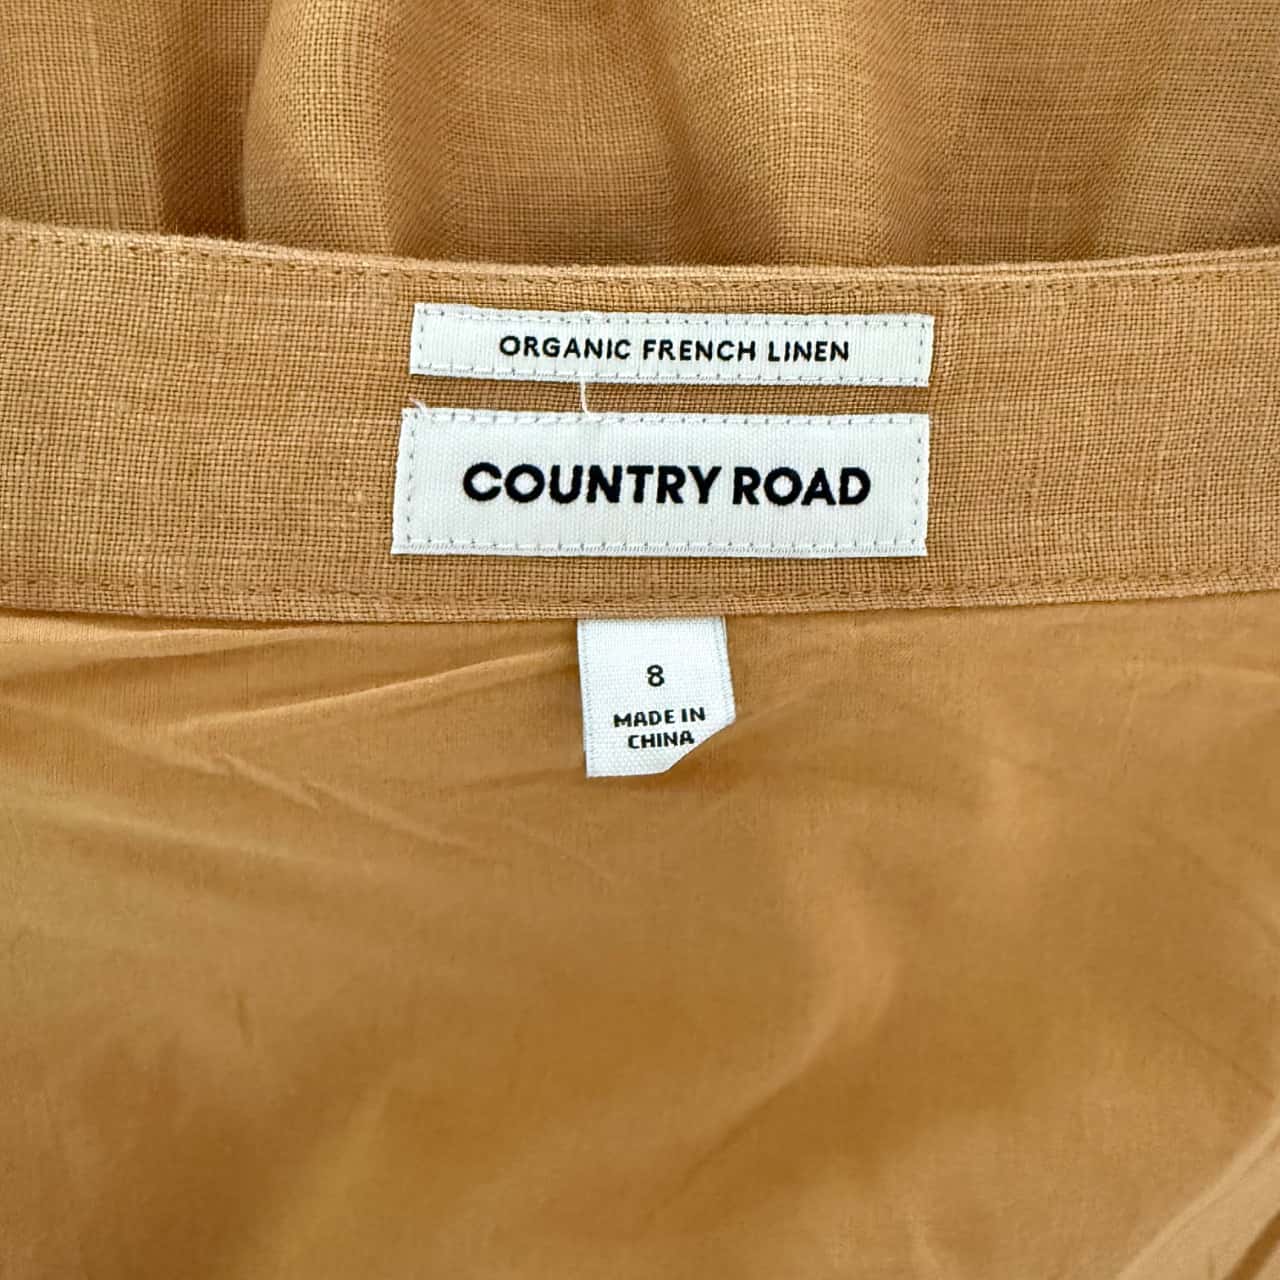 ORGANIC FRENCH LINEN
COUNTRY ROAD
8
MADE IN
CHINA